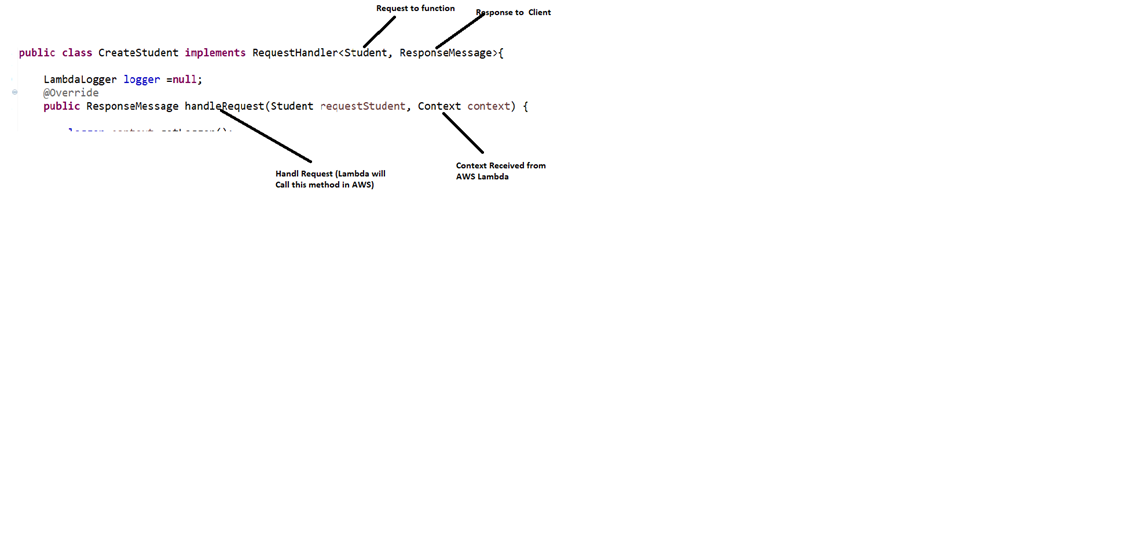 Request to function
Response to Client
public class CreateStudent implements RequestHandler<Student, ResponseMessage>{
LambdaLogger logger =null;
@Override
public ResponseMessage handleRequest(Student requestStudent, Context context) {
Handl Request (Lambda will
Call this method in AWS)
Context Received from
AWS Lambda